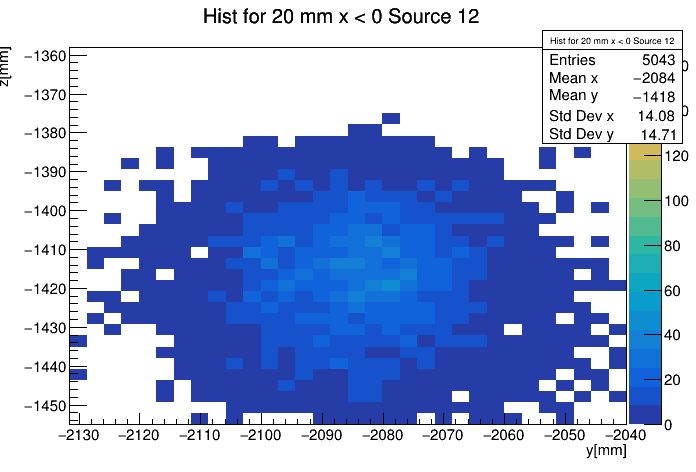 Hist for 20 mm x < 0 Source 12
z[mm]
Hist for 20 mm x < 0 Source 12
Entries 5043
Mean x −2084
Mean y −1418
Std Dev x 14.08
Std Dev y 14.71
−1360
−1370
−1380
−1390
−1400
−1410
−1420
−1430
−1440
−1450
0
0
120
100
80
60
40
20
0
−2130 −2120 −2110 −2100 −2090 −2080 −2070 −2060 −2050 −2040
y[mm]